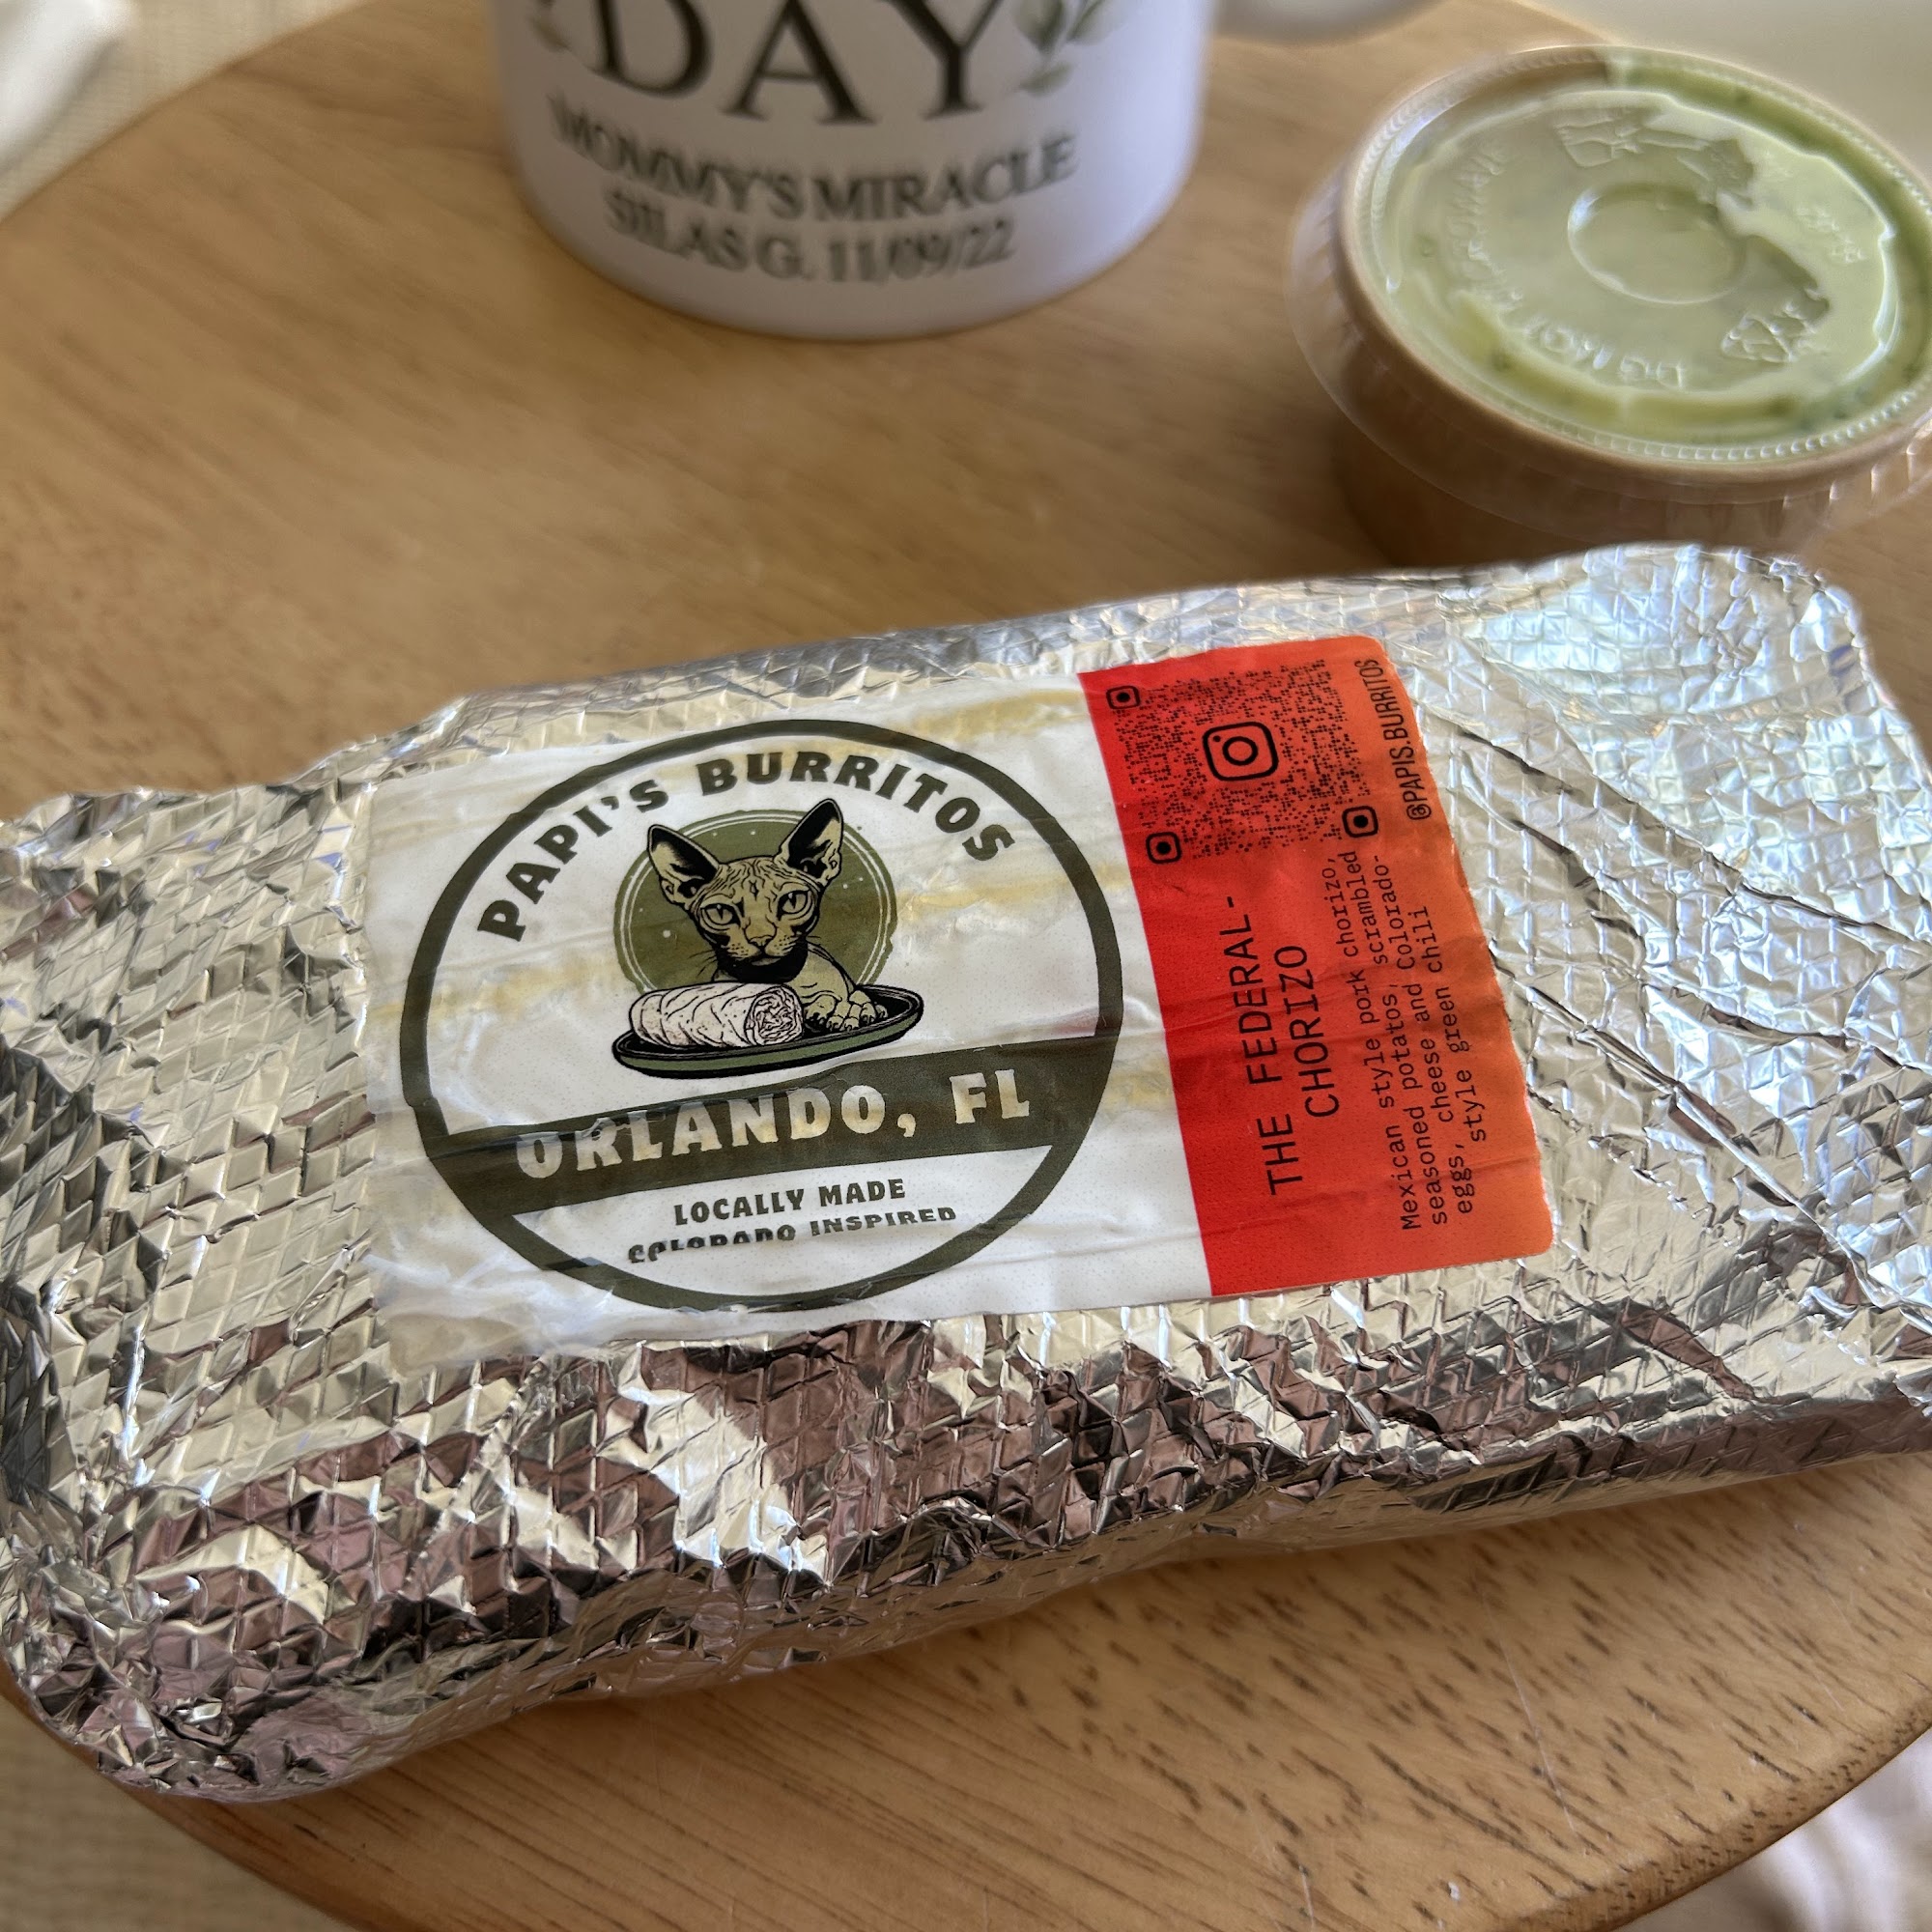 DAY
MOMMY'S MIRACLE
SILAS G. 11/09/22
PAPI'S BURRITOS
ORLANDO, FL
LOCALLY MADE
COLORADO INSPIRED
THE FEDERAL-
CHORIZO
Mexican style pork chorizo,
seasoned potatos, scrambled
eggs, cheese and Colorado-
style green chili
@PAPIS.BURRITOS